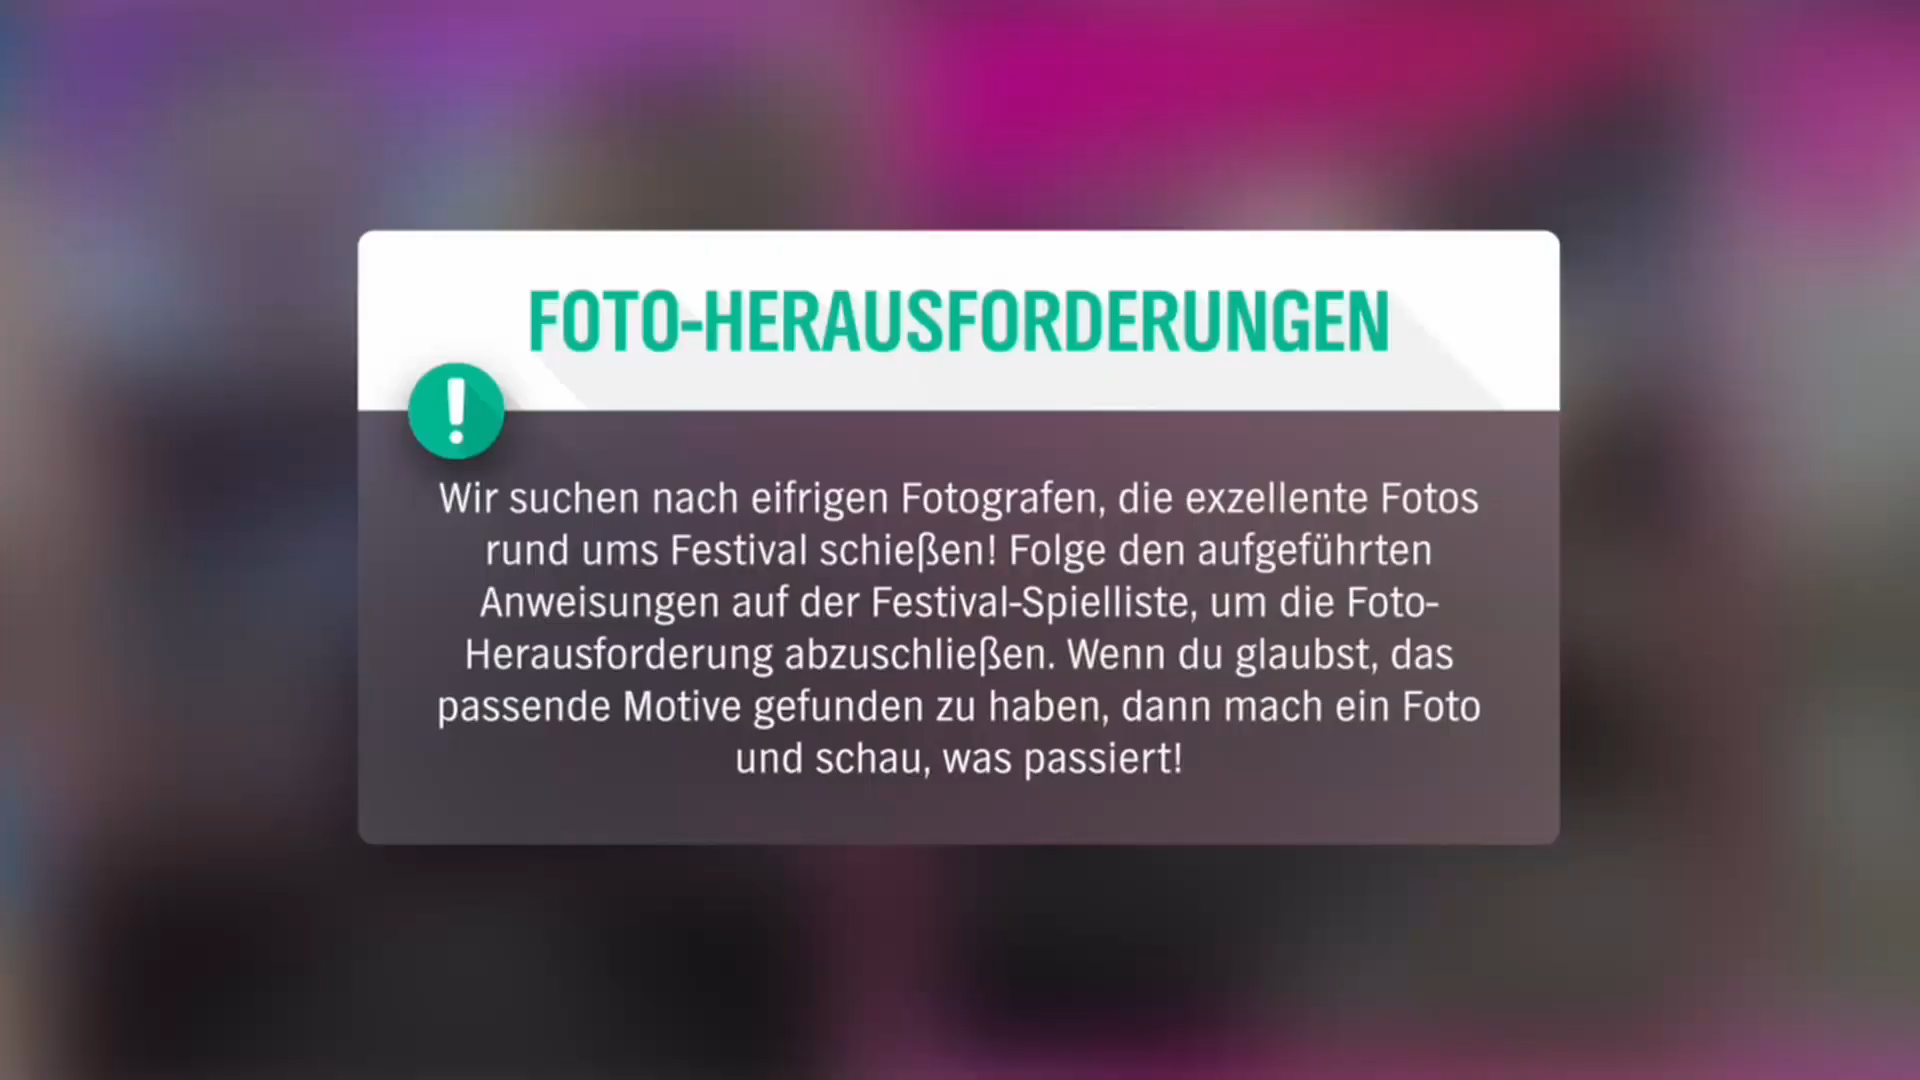 FOTO-HERAUSFORDERUNGEN
Wir suchen nach eifrigen Fotografen, die exzellente Fotos
rund ums Festival schießen! Folge den aufgeführten
Anweisungen auf der Festival-Spielliste, um die Foto-
Herausforderung abzuschließen. Wenn du glaubst, das
passende Motive gefunden zu haben, dann mach ein Foto
und schau, was passiert!